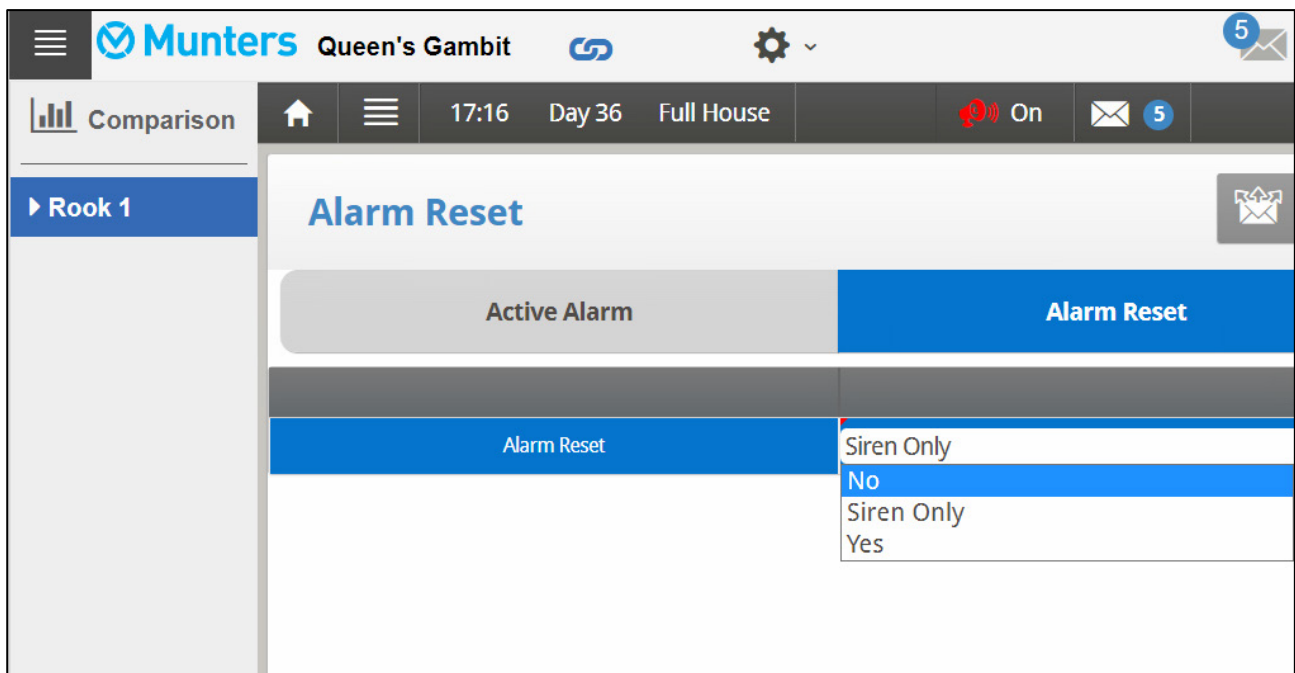 Munters Queen's Gambit 5
Comparison 17:16 Day 36 Full House On 5
Rook 1
Alarm Reset
Active Alarm Alarm Reset
Alarm Reset Siren Only
No
Siren Only
Yes